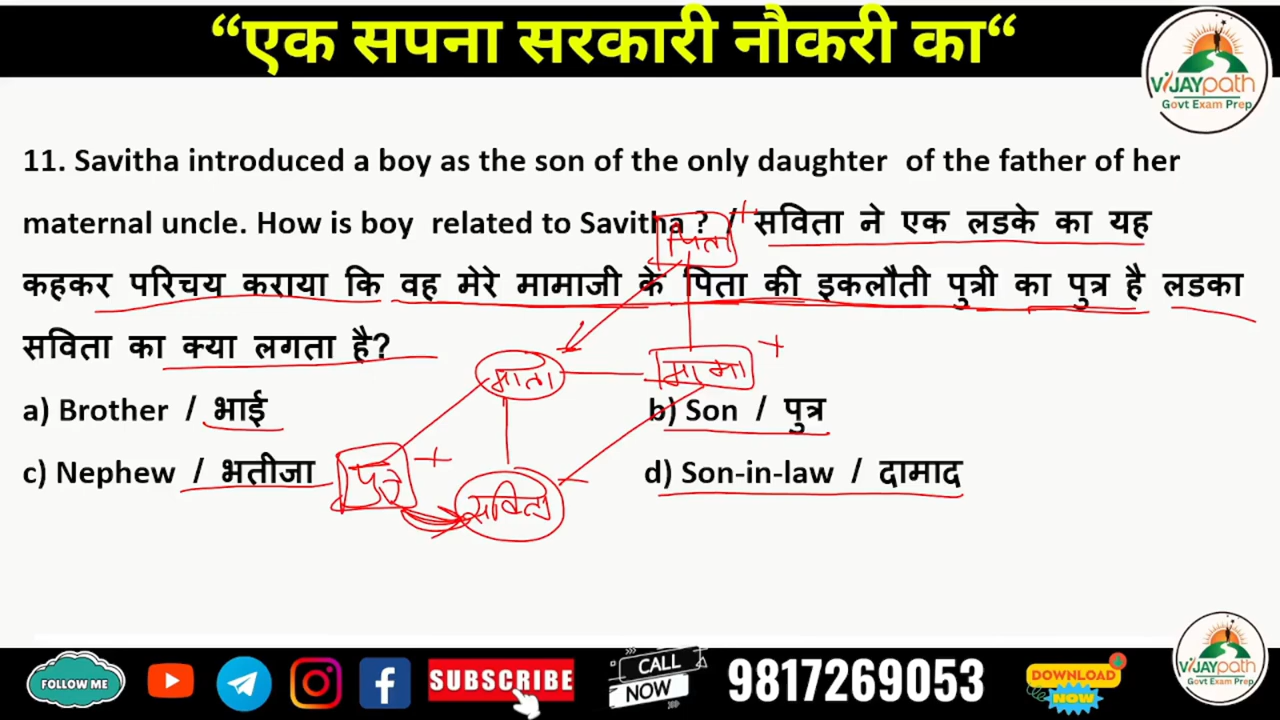 “एक सपना सरकारी नौकरी का“
VIJAYpath
Govt Exam Prep
11. Savitha introduced a boy as the son of the only daughter of the father of her
maternal uncle. How is boy related to Savitha ? / सविता ने एक लडके का यह
कहकर परिचय कराया कि वह मेरे मामाजी के पिता की इकलौती पुत्री का पुत्र है लडका
सविता का क्या लगता है?
पिता +
माता मामा +
a) Brother / भाई b) Son / पुत्र
c) Nephew / भतीजा d) Son-in-law / दामाद
पुत्र + सविता −
VIJAYpath
Govt Exam Prep
FOLLOW ME SUBSCRIBE CALL NOW 9817269053 DOWNLOAD NOW